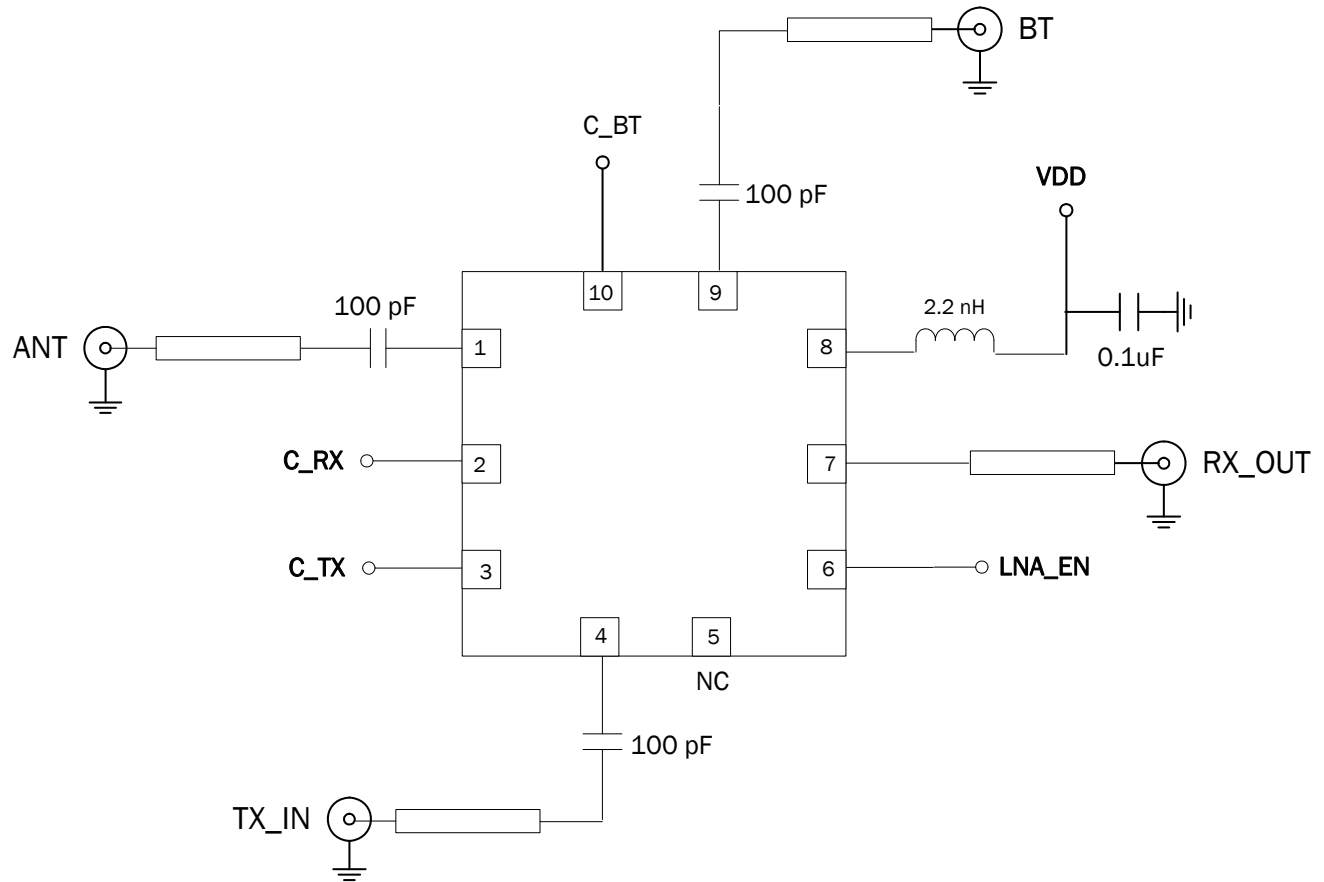 BT
C_BT
100 pF
VDD
10
9
100 pF
2.2 nH
ANT
1
8
0.1uF
C_RX
2
7
RX_OUT
C_TX
3
6
LNA_EN
4
5
NC
100 pF
TX_IN